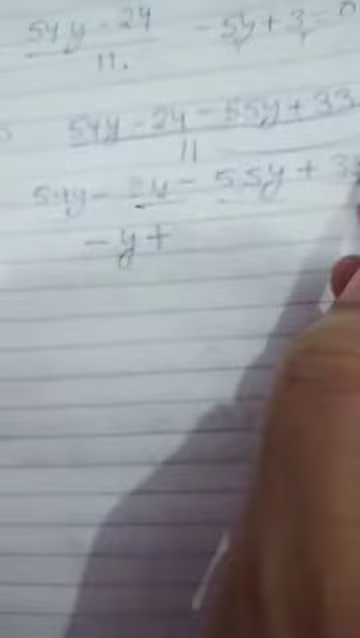 54y - 24 - 5y + 3 = 0
11.
54y - 24 - 55y + 33
11
54y - 24 - 55y + 33
- y +